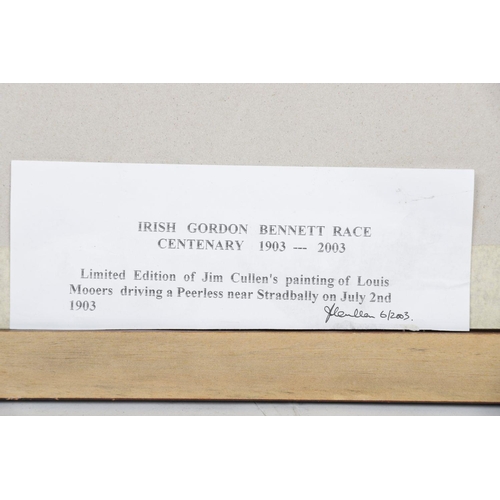 IRISH GORDON BENNETT RACE
CENTENARY 1903 --- 2003
Limited Edition of Jim Cullen's painting of Louis
Mooers driving a Peerless near Stradbally on July 2nd
1903
JCullen 6/2003.